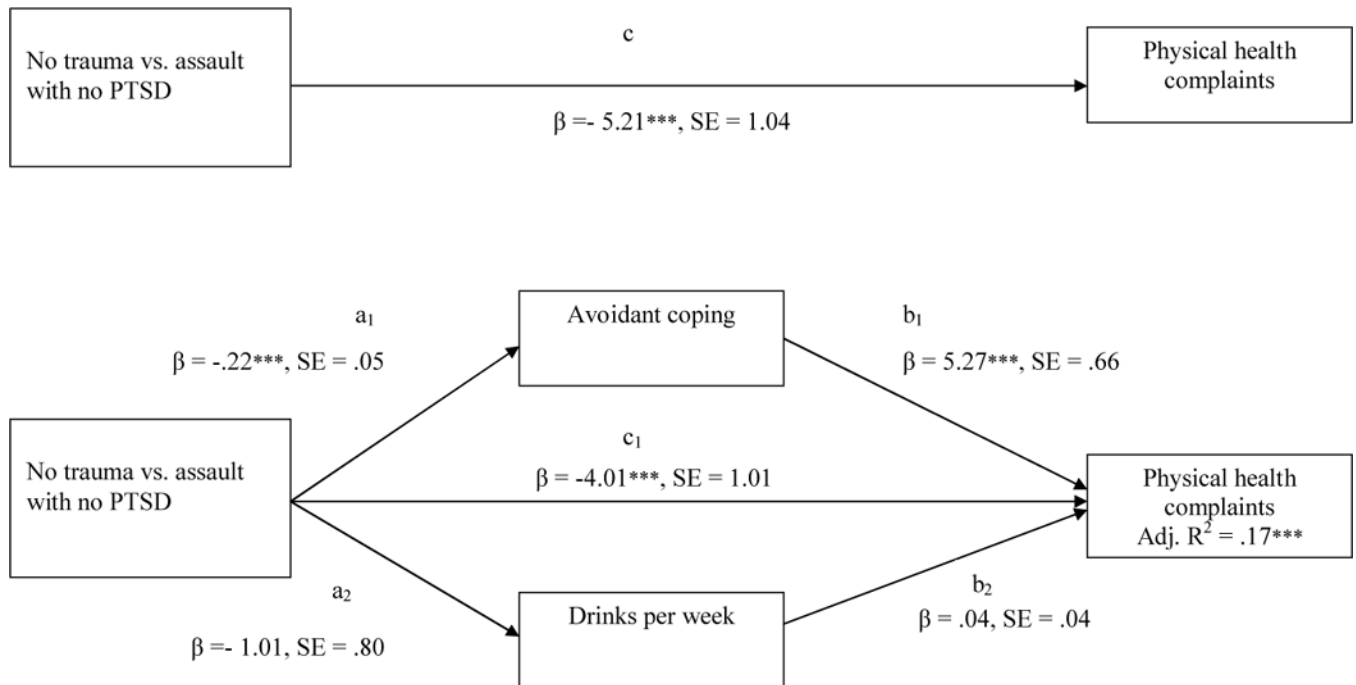 c
No trauma vs. assault
with no PTSD
Physical health
complaints
β =- 5.21***, SE = 1.04
a₁
Avoidant coping
b₁
β = -.22***, SE = .05
β = 5.27***, SE = .66
c₁
β = -4.01***, SE = 1.01
No trauma vs. assault
with no PTSD
Physical health
complaints
Adj. R² = .17***
a₂
Drinks per week
b₂
β =- 1.01, SE = .80
β = .04, SE = .04